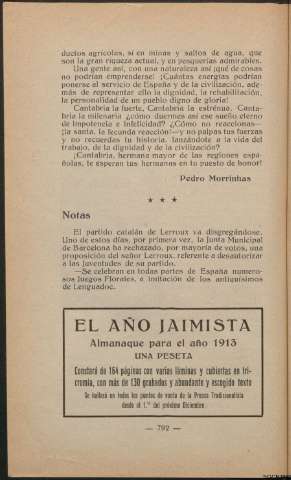 ductos agrícolas, si en minas y saltos de agua, que
son la gran riqueza actual, y en pesquerías admirables.
Una gente así, con una naturaleza así ¡qué de cosas
no podrían emprenderse! ¡Cuántas energías podrían
ponerse al servicio de España y de la civilización, ade-
más de representar ello la dignidad, la rehabilitación,
la personalidad de un pueblo digno de gloria!
Cantabria la fuerte, Cantabria la estrénua, Canta-
bria la milenaria ¿cómo duermes así ese sueño eterno
de impotencia e infelicidad? ¿Cómo no reaccionas—
¡la santa, la fecunda reacción!—y no palpas tus fuerzas
y no recuerdas tu historia, lanzándote a la vida del
trabajo, de la dignidad y de la civilización?
¡Cantabria, hermana mayor de las regiones espa-
ñolas, te esperan tus hermanas en tu puesto de honor!
Pedro Morrinhas
* * *
Notas
El partido catalán de Lerroux va disgregándose.
Uno de estos días, por primera vez, la Junta Municipal
de Barcelona ha rechazado, por mayoría de votos, una
proposición del señor Lerroux, referente a desautorizar
a las Juventudes de su partido.
—Se celebran en todas partes de España numero-
sos Juegos Florales, a imitación de los antiquísimos
de Lenguadoc.
EL AÑO JAIMISTA
Almanaque para el año 1913
UNA PESETA
Constará de 164 páginas con varias láminas y cubiertas en tri-
cromía, con más de 130 grabados y abundante y escogido texto
Se hallará en todos los puntos de venta de la Prensa Tradicionalista
desde el 1.º del próximo Diciembre
— 792 —